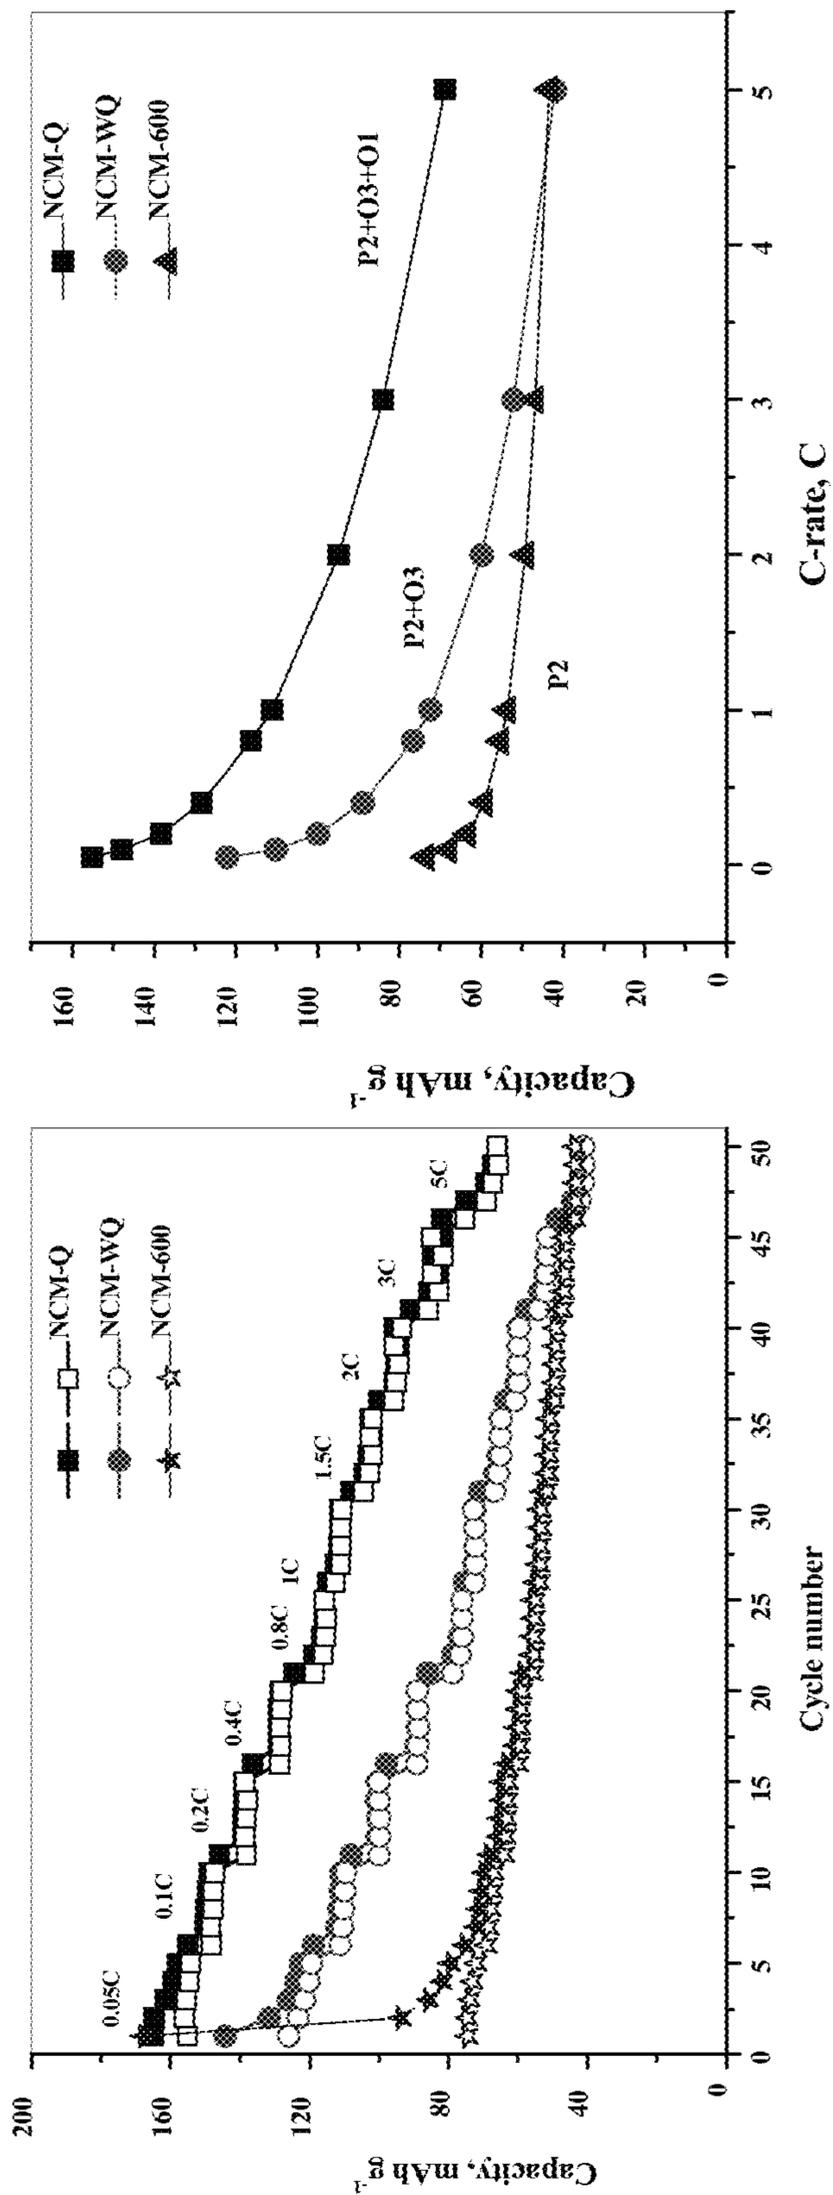 NCM-Q
NCM-WQ
NCM-600
0.05C
0.1C
0.2C
0.4C
0.8C
1C
1.5C
2C
3C
5C
200
160
120
80
40
0
Capacity, mAh g-1
0
5
10
15
20
25
30
35
40
45
50
Cycle number
NCM-Q
NCM-WQ
NCM-600
P2+O3+O1
P2+O3
P2
160
140
120
100
80
60
40
20
0
Capacity, mAh g-1
0
1
2
3
4
5
C-rate, C